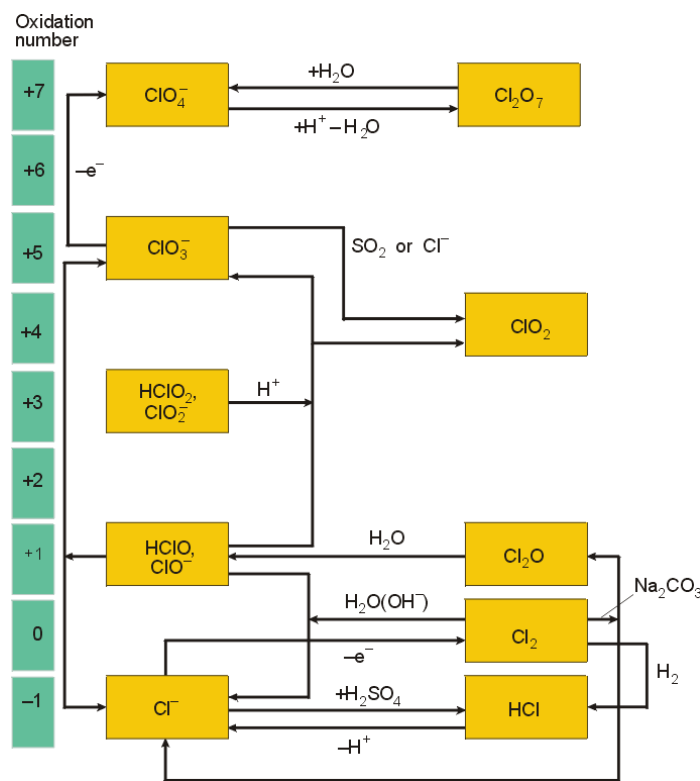 Oxidation
number
+7
ClO₄⁻
+H₂O
+H⁺ –H₂O
Cl₂O₇
+6
–e⁻
+5
ClO₃⁻
SO₂ or Cl⁻
+4
ClO₂
+3
HClO₂,
ClO₂⁻
H⁺
+2
+1
HClO,
ClO⁻
H₂O
Cl₂O
Na₂CO₃
0
H₂O(OH⁻)
Cl₂
–e⁻
H₂
–1
Cl⁻
+H₂SO₄
–H⁺
HCl